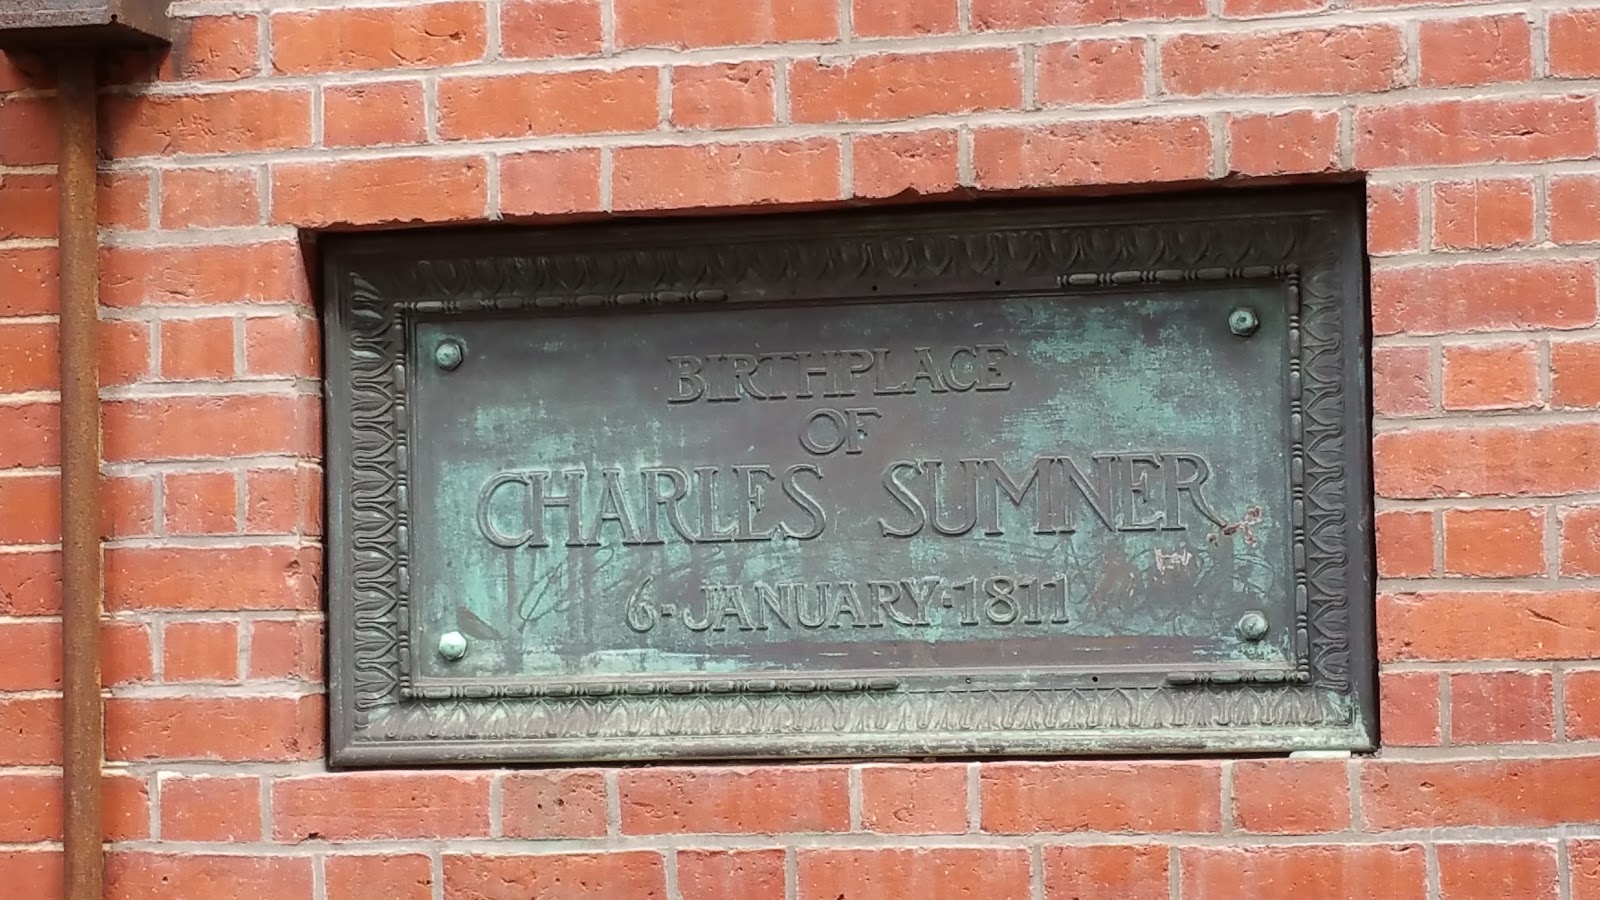 BIRTHPLACE
OF
CHARLES SUMNER
6-JANUARY-1811